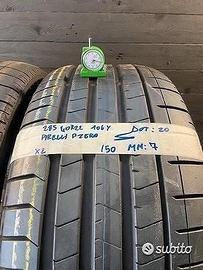 285 40R22 106Y DOT: 20
PIRELLI P-ZERO
XL 150 MM: 7
subito